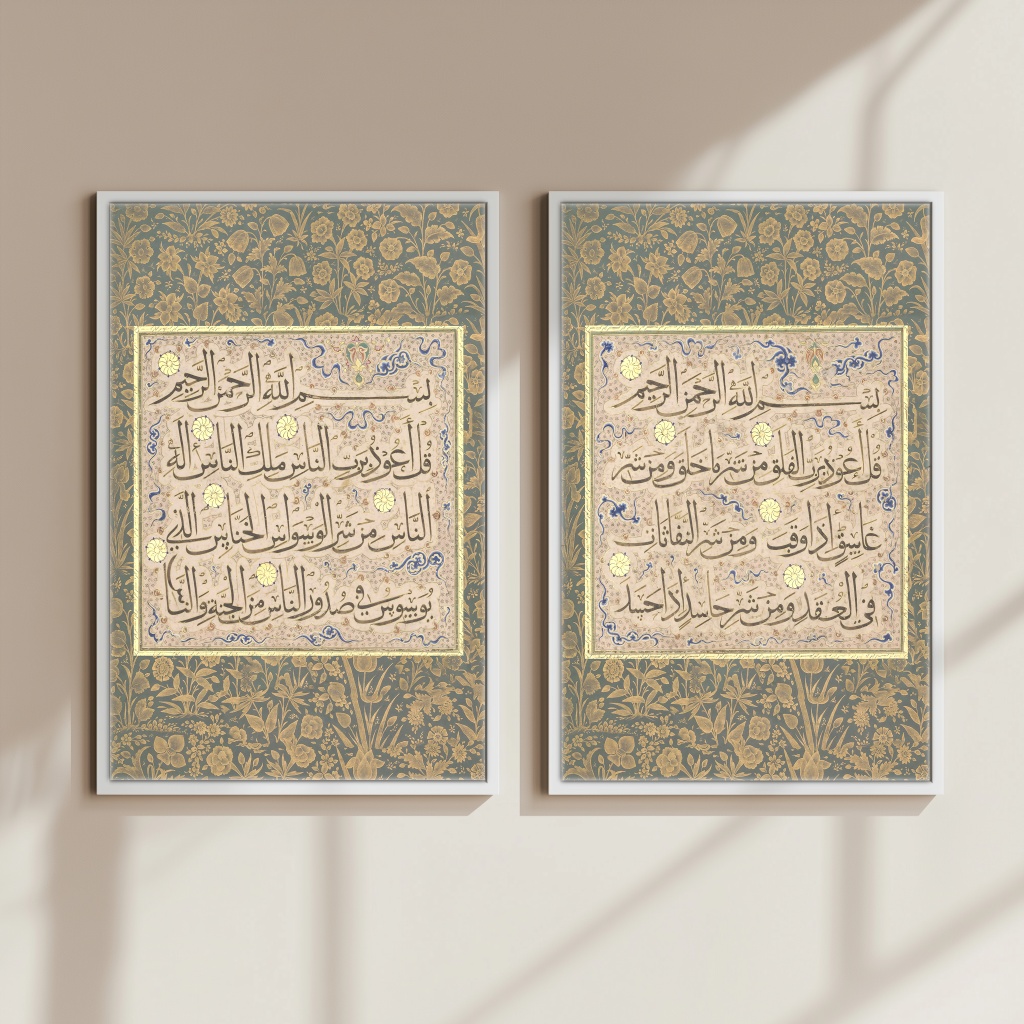 بسم الله الرحمن الرحيم
قل أعوذ برب الفلق من شر ما خلق ومن شر
غاسق إذا وقب ومن شر النفاثات
في العقد ومن شر حاسد إذا حسد
بسم الله الرحمن الرحيم
قل أعوذ برب الناس ملك الناس إله
الناس من شر الوسواس الخناس الذي
يوسوس في صدور الناس من الجنة والناس